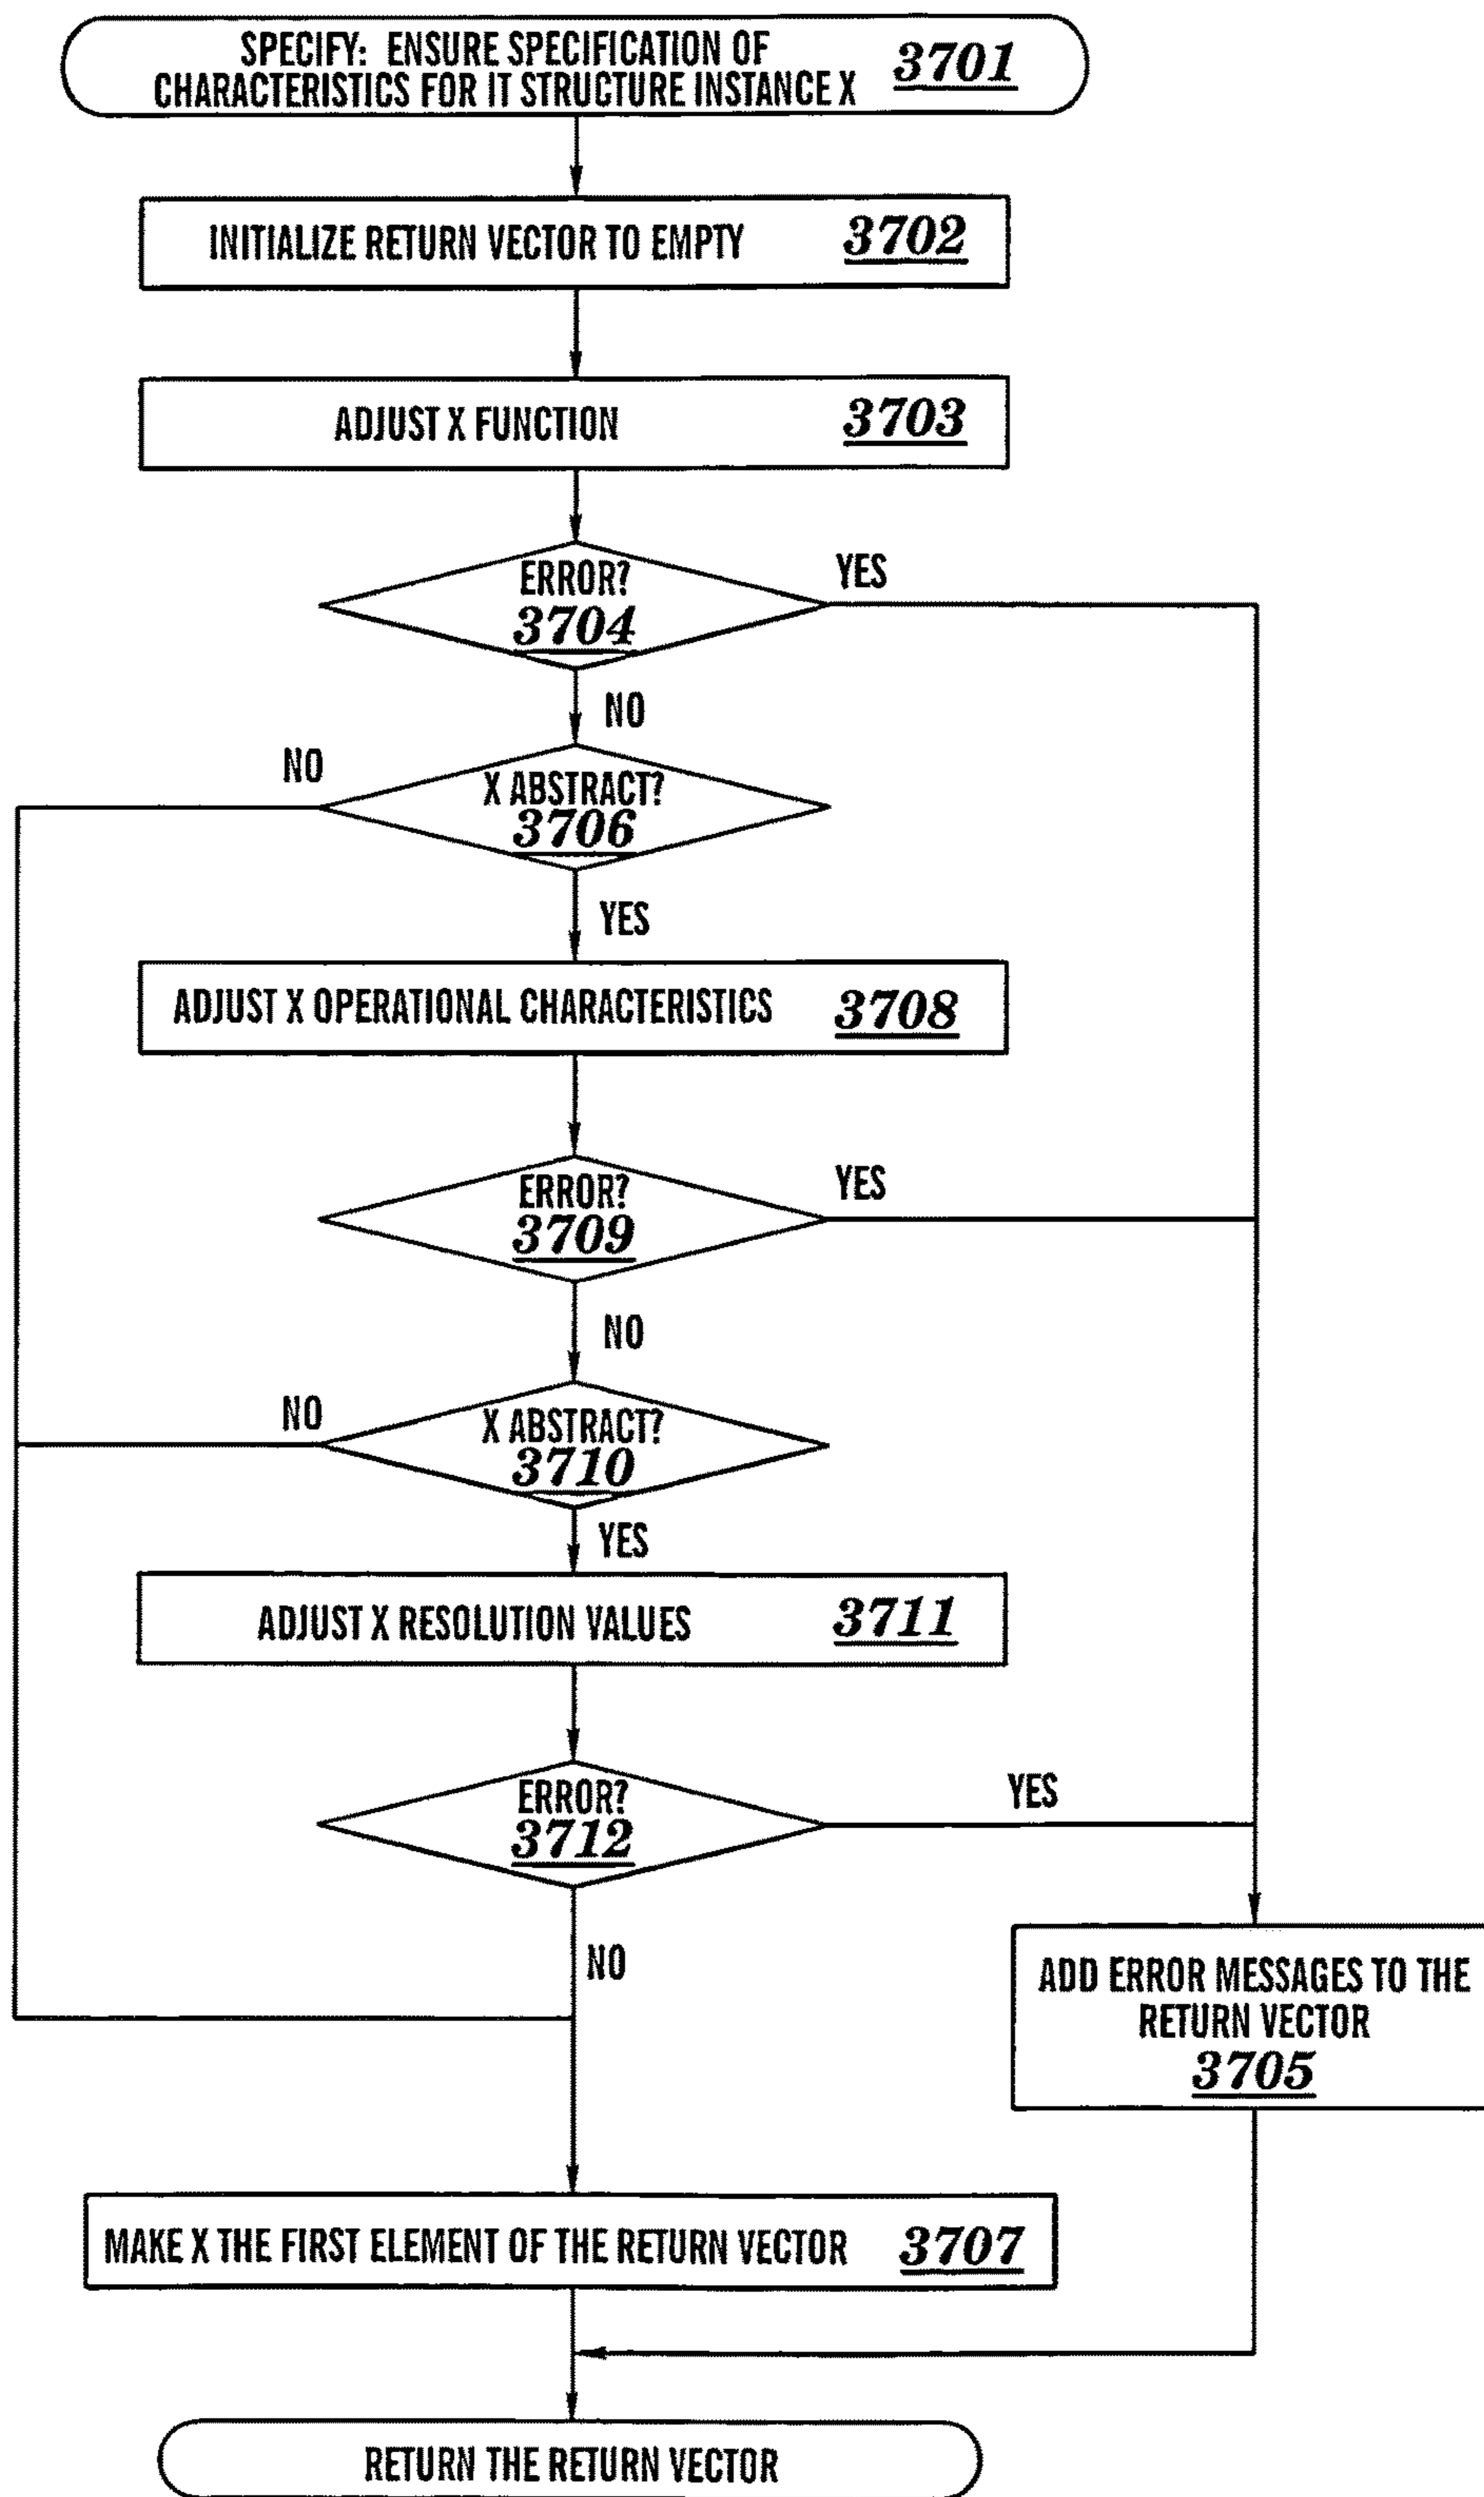 SPECIFY: ENSURE SPECIFICATION OF
CHARACTERISTICS FOR IT STRUCTURE INSTANCE X
3701
INITIALIZE RETURN VECTOR TO EMPTY 3702
ADJUST X FUNCTION 3703
ERROR?
3704
YES
NO
X ABSTRACT?
3706
NO
YES
ADJUST X OPERATIONAL CHARACTERISTICS 3708
ERROR?
3709
YES
NO
X ABSTRACT?
3710
NO
YES
ADJUST X RESOLUTION VALUES 3711
ERROR?
3712
YES
NO
ADD ERROR MESSAGES TO THE
RETURN VECTOR
3705
MAKE X THE FIRST ELEMENT OF THE RETURN VECTOR 3707
RETURN THE RETURN VECTOR